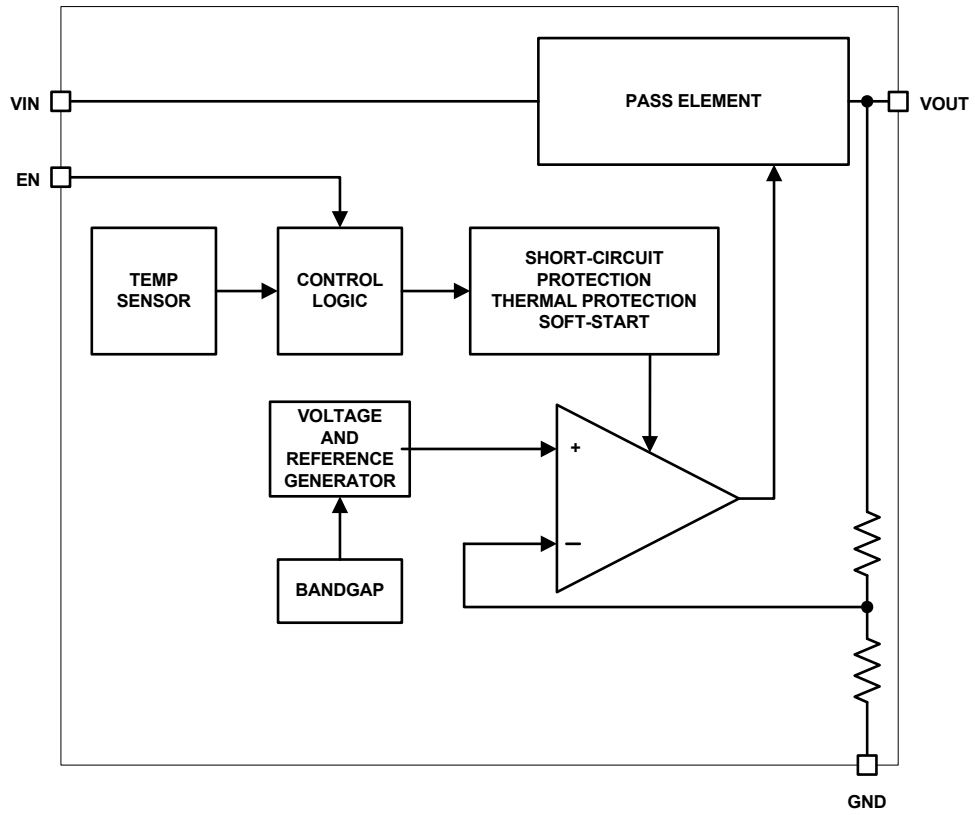 PASS ELEMENT
VIN
VOUT
EN
TEMP
SENSOR
CONTROL
LOGIC
SHORT-CIRCUIT
PROTECTION
THERMAL PROTECTION
SOFT-START
VOLTAGE
AND
REFERENCE
GENERATOR
+
–
BANDGAP
GND